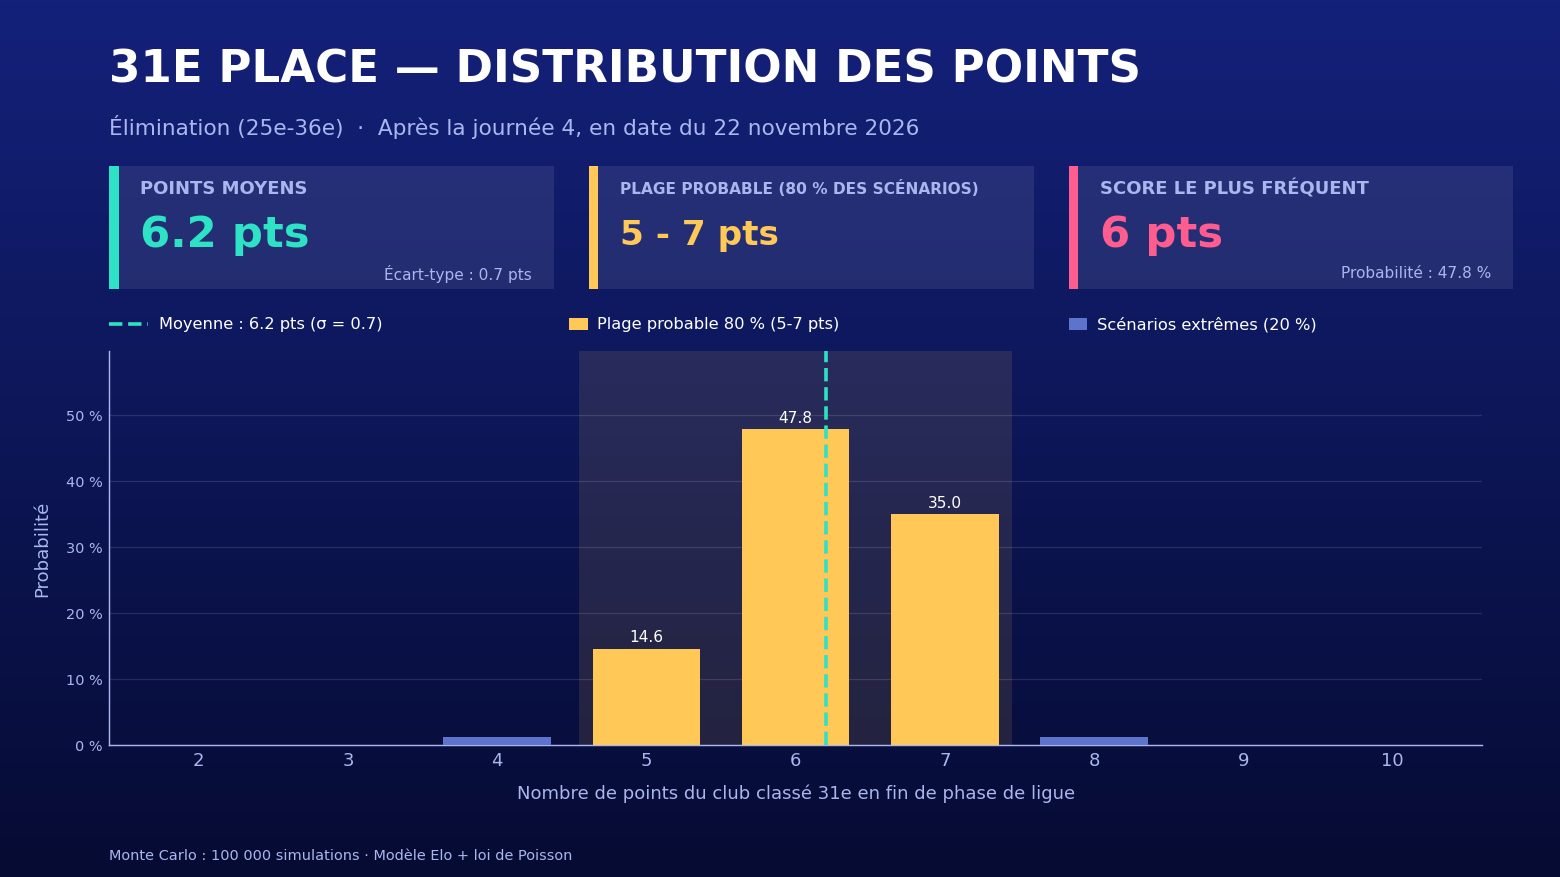 31E PLACE — DISTRIBUTION DES POINTS
Élimination (25e-36e) · Après la journée 4, en date du 22 novembre 2026
POINTS MOYENS
6.2 pts
Écart-type : 0.7 pts
PLAGE PROBABLE (80 % DES SCÉNARIOS)
5 - 7 pts
SCORE LE PLUS FRÉQUENT
6 pts
Probabilité : 47.8 %
Moyenne : 6.2 pts (σ = 0.7)
Plage probable 80 % (5-7 pts)
Scénarios extrêmes (20 %)
Probabilité
50 %
40 %
30 %
20 %
10 %
0 %
14.6
47.8
35.0
2 3 4 5 6 7 8 9 10
Nombre de points du club classé 31e en fin de phase de ligue
Monte Carlo : 100 000 simulations · Modèle Elo + loi de Poisson